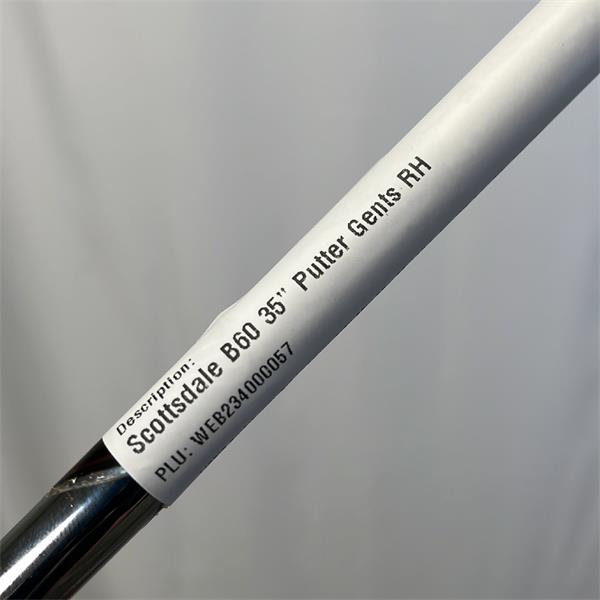 Description:
Scottsdale B60 35" Putter Gents RH
PLU: WEB234000057